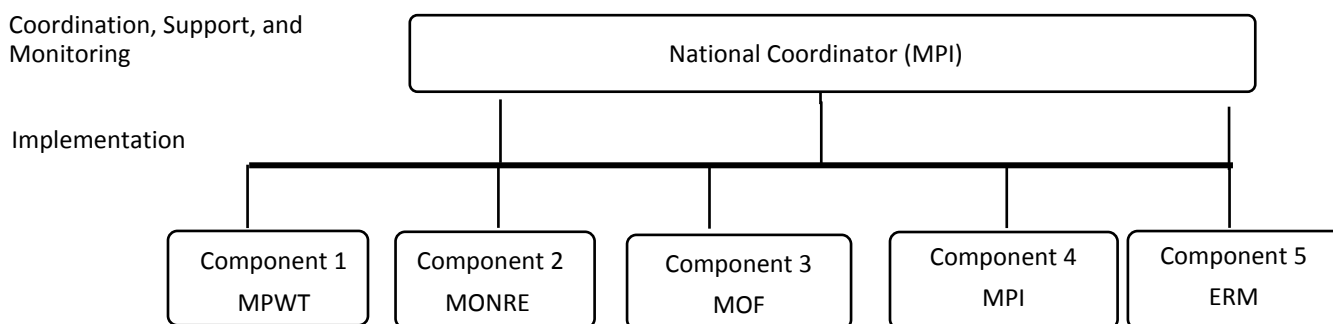 Coordination, Support, and
Monitoring
National Coordinator (MPI)
Implementation
Component 1
MPWT
Component 2
MONRE
Component 3
MOF
Component 4
MPI
Component 5
ERM